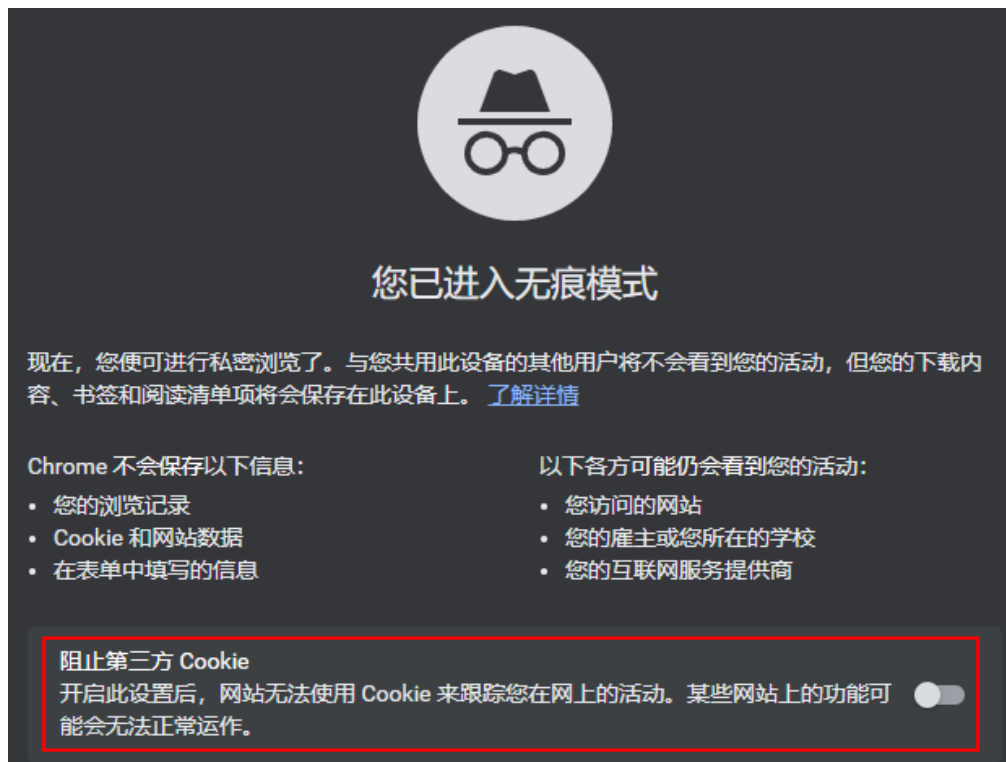 您已进入无痕模式
现在，您便可进行私密浏览了。与您共用此设备的其他用户将不会看到您的活动，但您的下载内
容、书签和阅读清单项将会保存在此设备上。 了解详情
Chrome 不会保存以下信息：
• 您的浏览记录
• Cookie 和网站数据
• 在表单中填写的信息
以下各方可能仍会看到您的活动：
• 您访问的网站
• 您的雇主或您所在的学校
• 您的互联网服务提供商
阻止第三方 Cookie
开启此设置后，网站无法使用 Cookie 来跟踪您在网上的活动。某些网站上的功能可
能会无法正常运作。